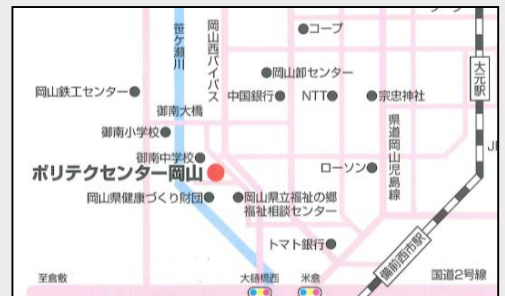 コープ
笹ヶ瀬川
岡山西バイパス
岡山卸センター
大元駅
岡山鉄工センター
中国銀行
NTT
宗忠神社
御南大橋
県道岡山児島線
御南小学校
御南中学校
ローソン
ポリテクセンター岡山
岡山県健康づくり財団
岡山県立福祉の郷
福祉相談センター
トマト銀行
備前西市駅
至倉敷
大樋橋西
米倉
国道2号線